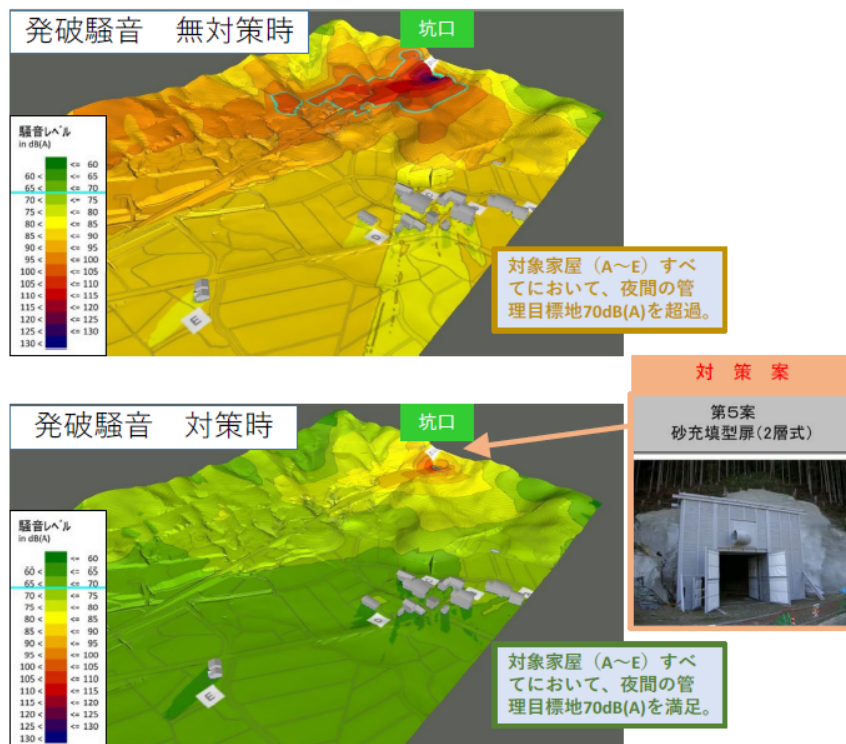 発破騒音　無対策時
坑口
騒音レベル
in dB(A)
<= 60
60 < <= 65
65 < <= 70
70 < <= 75
75 < <= 80
80 < <= 85
85 < <= 90
90 < <= 95
95 < <= 100
100 < <= 105
105 < <= 110
110 < <= 115
115 < <= 120
120 < <= 125
125 < <= 130
130 <
E
対象家屋（A～E）すべ
てにおいて、夜間の管
理目標地70dB(A)を超過。
対 策 案
第５案
砂充填型扉(2層式)
発破騒音　対策時
坑口
騒音レベル
in dB(A)
<= 60
60 < <= 65
65 < <= 70
70 < <= 75
75 < <= 80
80 < <= 85
85 < <= 90
90 < <= 95
95 < <= 100
100 < <= 105
105 < <= 110
110 < <= 115
115 < <= 120
120 < <= 125
125 < <= 130
130 <
E
対象家屋（A～E）すべ
てにおいて、夜間の管
理目標地70dB(A)を満足。